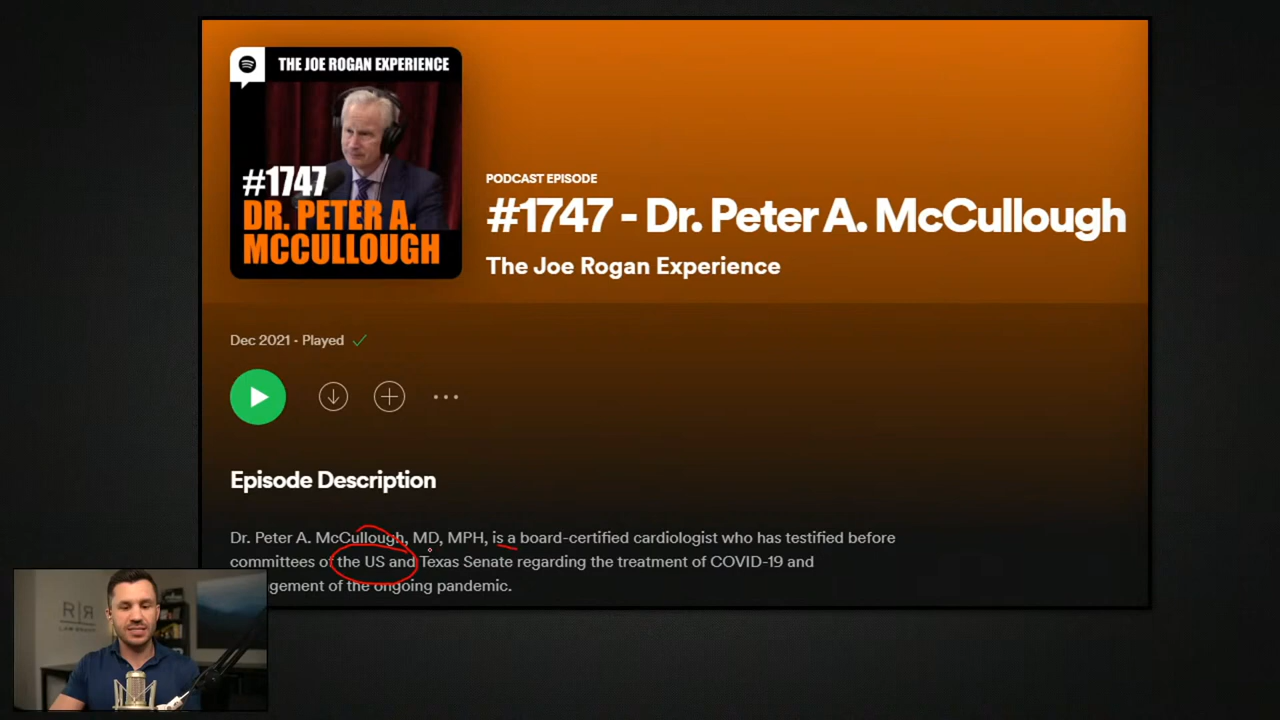 THE JOE ROGAN EXPERIENCE
#1747
DR. PETER A.
MCCULLOUGH
PODCAST EPISODE
#1747 - Dr. Peter A. McCullough
The Joe Rogan Experience
Dec 2021 · Played
Episode Description
Dr. Peter A. McCullough, MD, MPH, is a board-certified cardiologist who has testified before
committees of the US and Texas Senate regarding the treatment of COVID-19 and
of the ongoing pandemic.
R|R
LAW GROUP